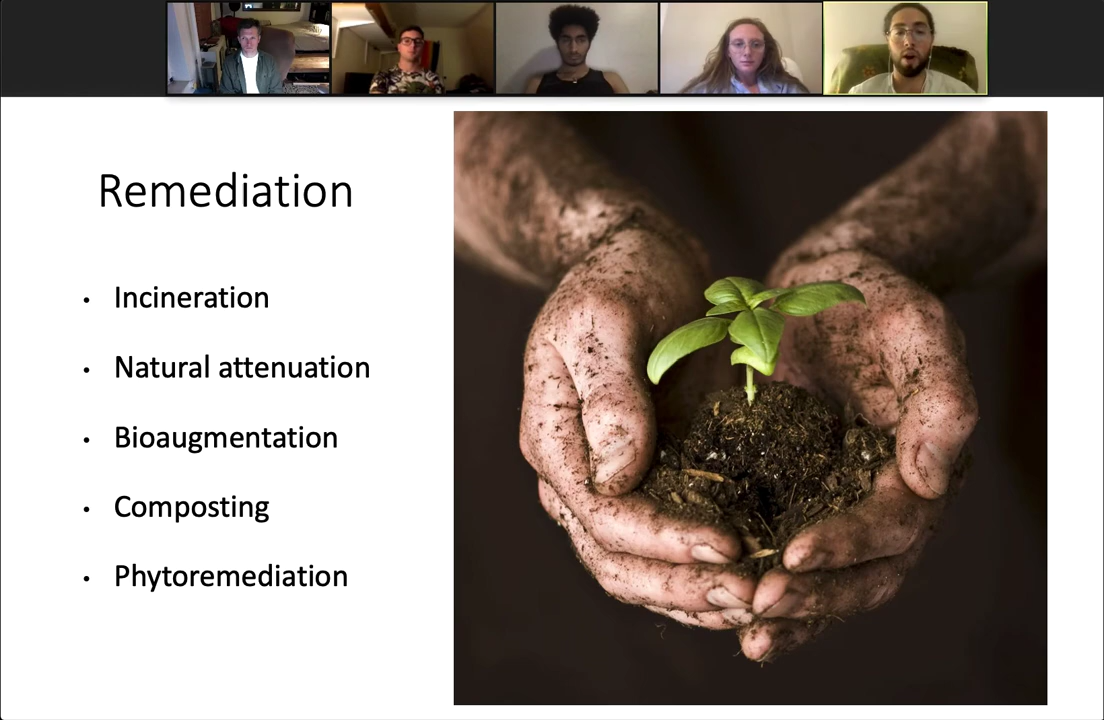 Remediation
• Incineration
• Natural attenuation
• Bioaugmentation
• Composting
• Phytoremediation